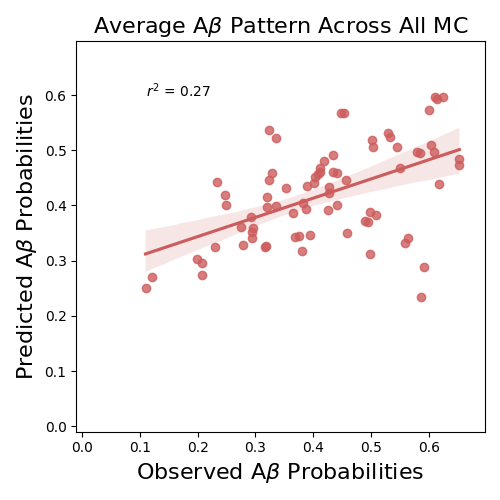 Average Aβ Pattern Across All MC
r² = 0.27
Predicted Aβ Probabilities
0.6
0.5
0.4
0.3
0.2
0.1
0.0
0.0 0.1 0.2 0.3 0.4 0.5 0.6
Observed Aβ Probabilities